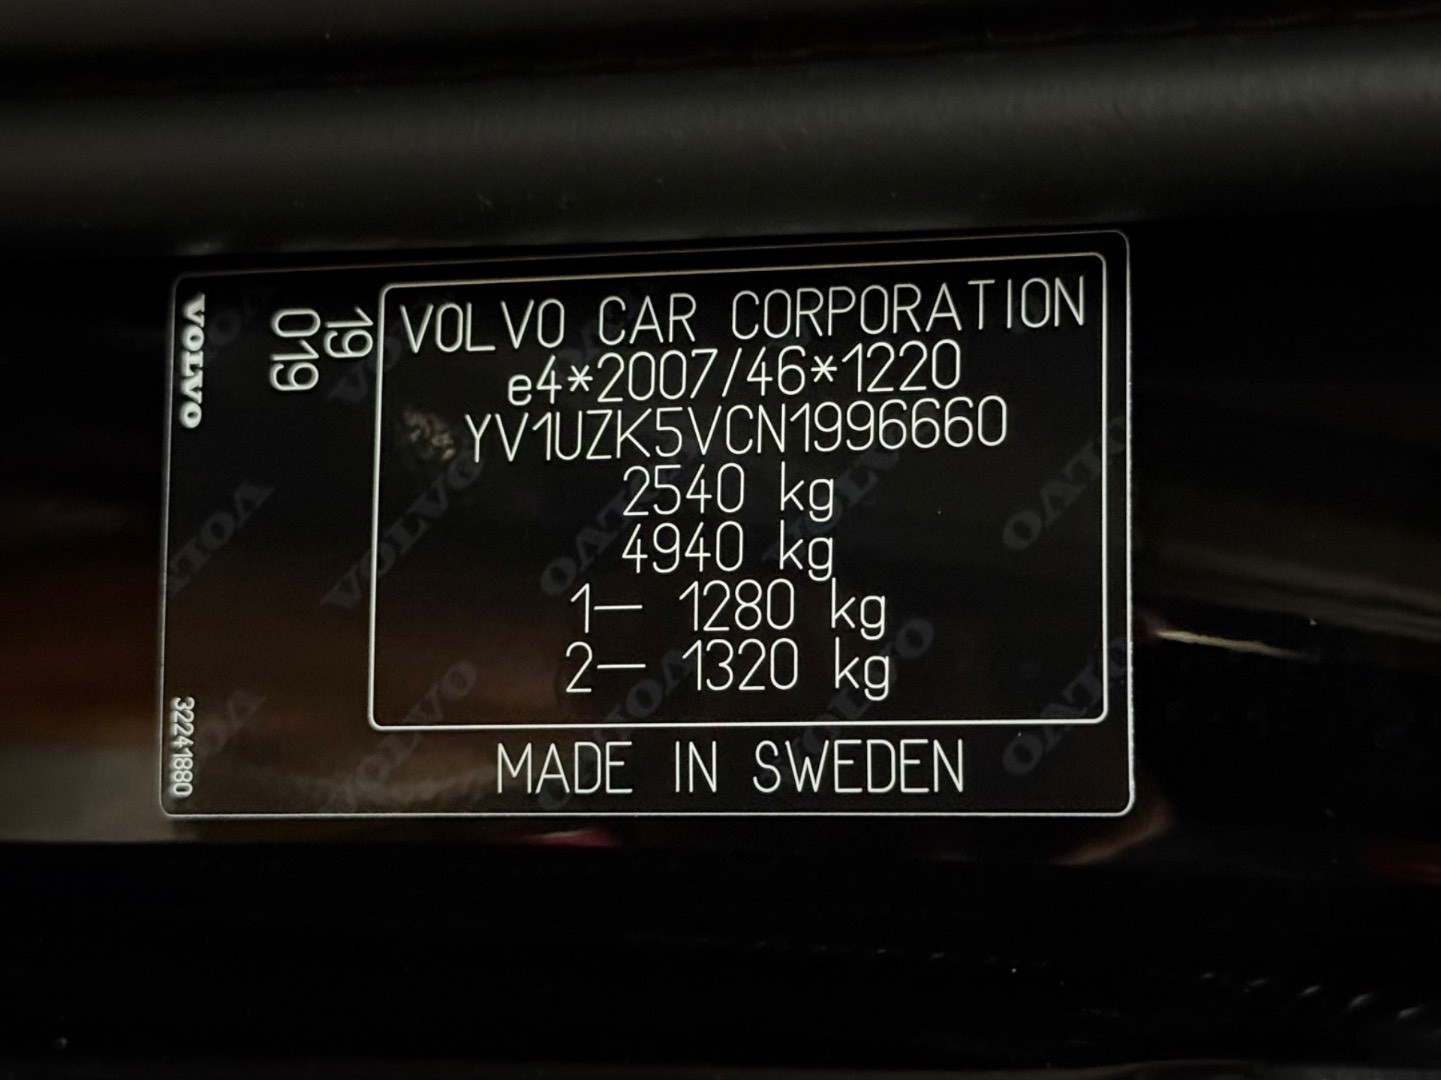 VOLVO
19
019
VOLVO CAR CORPORATION
e4*2007/46*1220
YV1UZK5VCN1996660
2540 kg
4940 kg
1— 1280 kg
2— 1320 kg
MADE IN SWEDEN
32241880